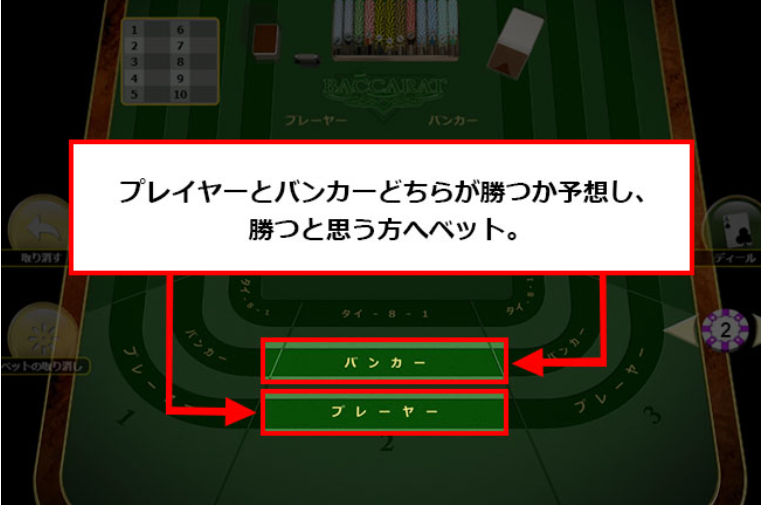 1 6
2 7
3 8
4 9
5 10
BACCARAT
プレーヤー バンカー
プレイヤーとバンカーどちらが勝つか予想し、
勝つと思う方へベット。
取り消す
ディール
タイ-8-1
タイ - 8 - 1
タイ-8-1
バンカー
バンカー
バンカー
2
ベットの取り消し
プレーヤー
プレーヤー
プレーヤー
1
2
3